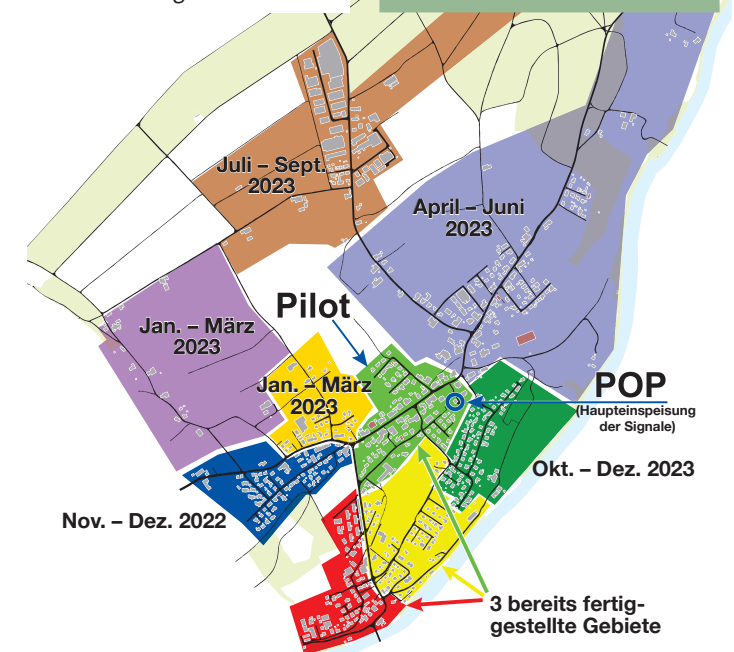 Juli – Sept.
2023
April – Juni
2023
Pilot
Jan. – März
2023
Jan. – März
2023
POP
(Haupteinspeisung
der Signale)
Okt. – Dez. 2023
Nov. – Dez. 2022
3 bereits fertig-
gestellte Gebiete